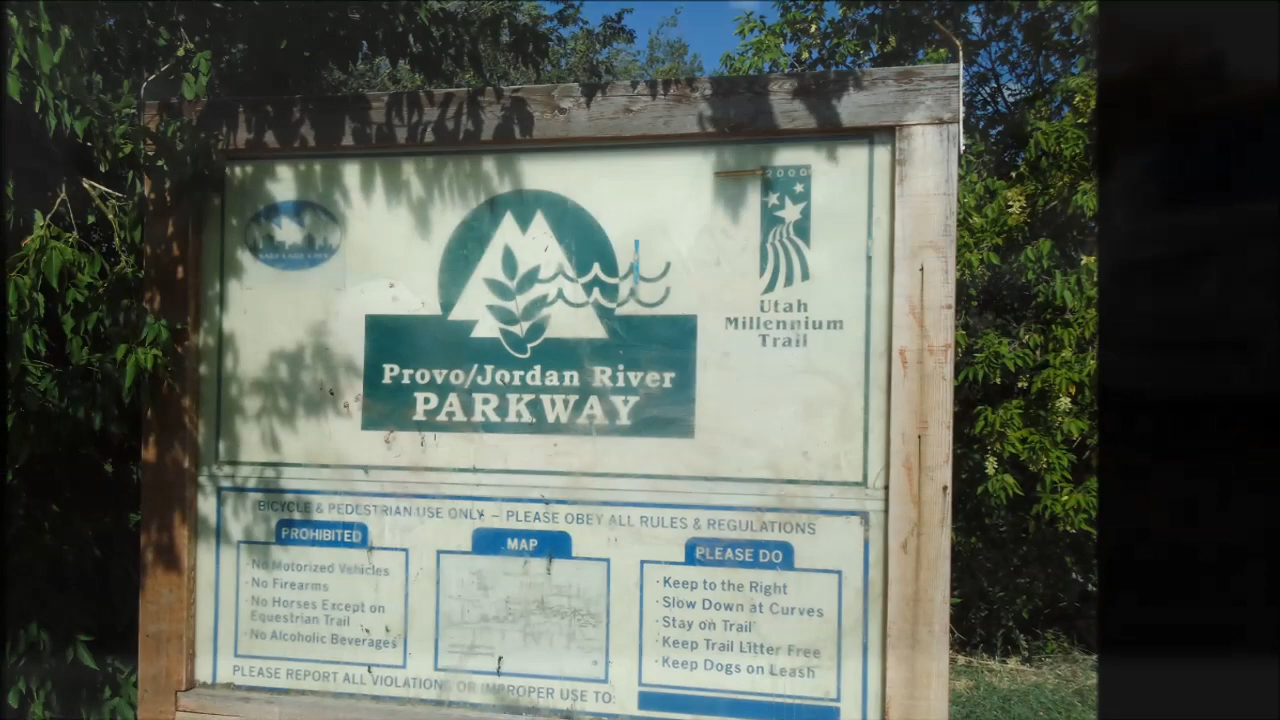 2000
Utah
Millennium
Trail
Provo/Jordan River
PARKWAY
BICYCLE & PEDESTRIAN USE ONLY – PLEASE OBEY ALL RULES & REGULATIONS
PROHIBITED
· No Motorized Vehicles
· No Firearms
· No Horses Except on
Equestrian Trail
· No Alcoholic Beverages
MAP
PLEASE DO
· Keep to the Right
· Slow Down at Curves
· Stay on Trail
· Keep Trail Litter Free
· Keep Dogs on Leash
PLEASE REPORT ALL VIOLATIONS OR IMPROPER USE TO: